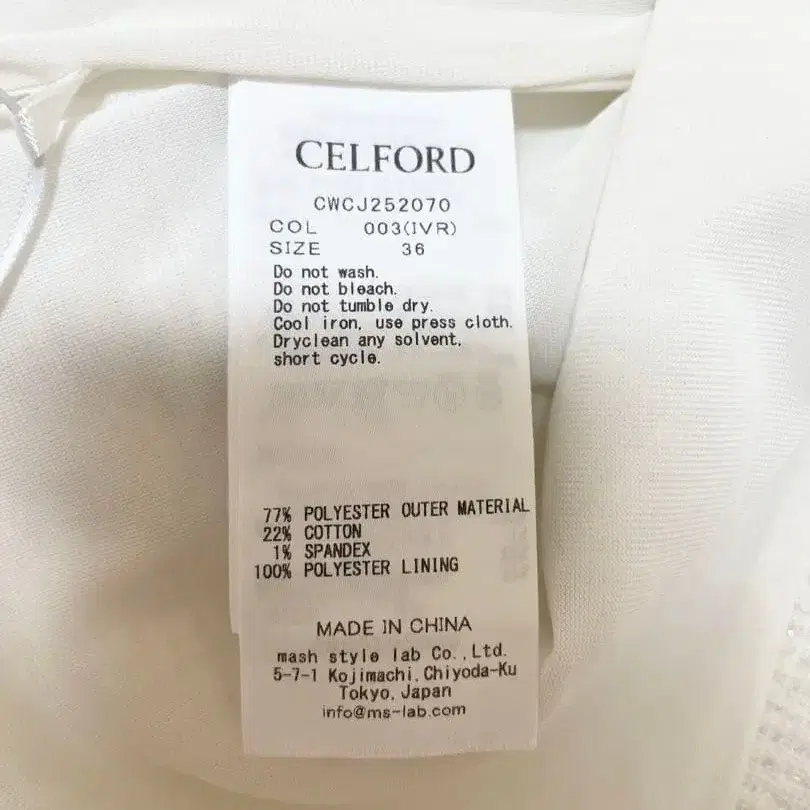 CELFORD
CWCJ252070
COL 003(IVR)
SIZE 36
Do not wash.
Do not bleach.
Do not tumble dry.
Cool iron, use press cloth.
Dryclean any solvent,
short cycle.
77% POLYESTER OUTER MATERIAL
22% COTTON
1% SPANDEX
100% POLYESTER LINING
MADE IN CHINA
mash style lab Co.,Ltd.
5-7-1 Kojimachi,Chiyoda-Ku
Tokyo,Japan
info@ms-lab.com